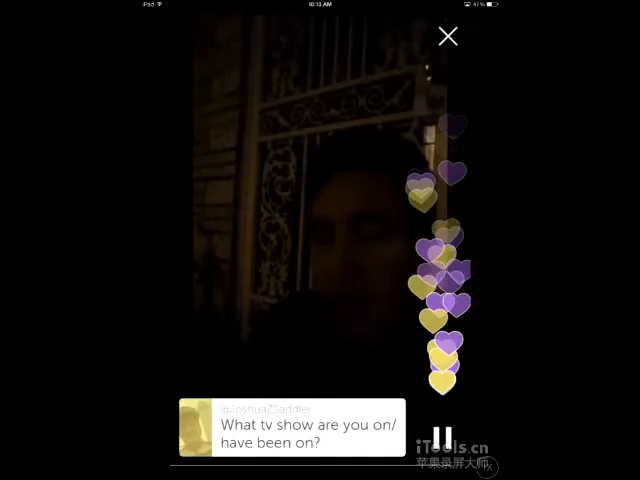 iPad
10:13 AM
47%
@JoshuaZSaddler
What tv show are you on/
have been on?
iTools.cn
苹果录屏大师